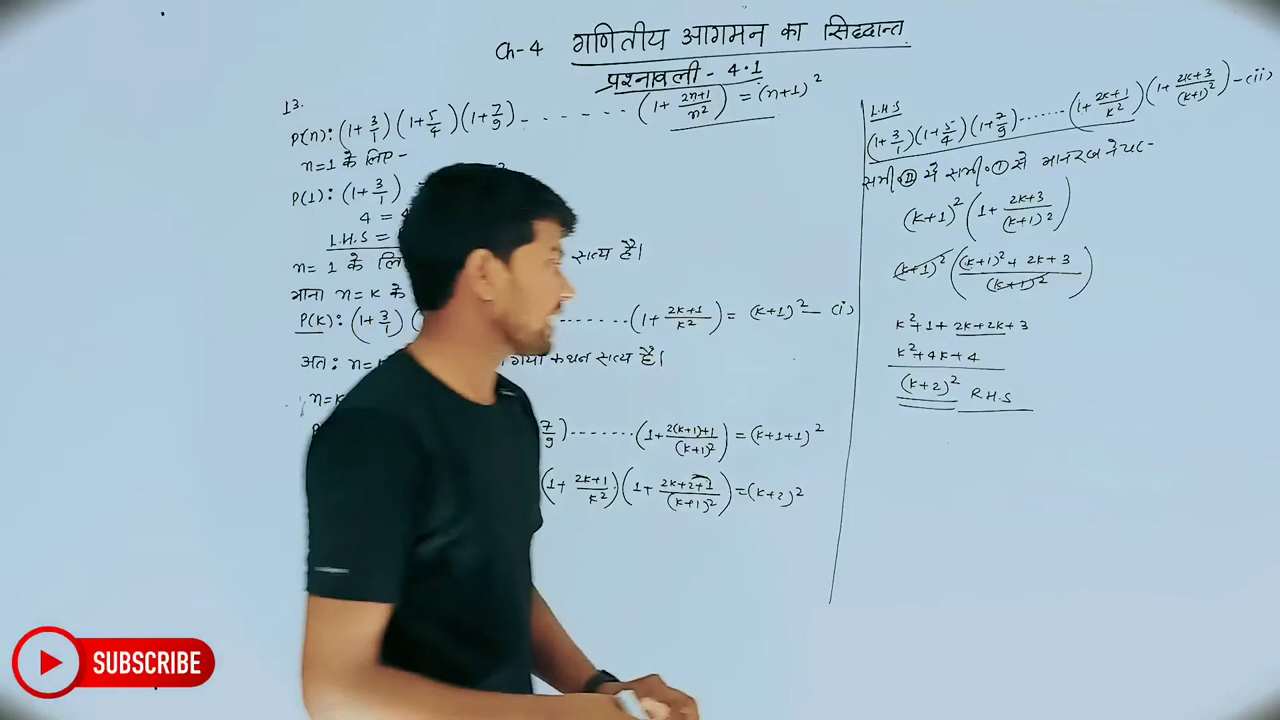 Ch-4 गणितीय आगमन का सिद्धान्त
प्रश्नावली - 4.1
13.
P(n): (1+3/1)(1+5/4)(1+7/9) ------ (1+(2n+1)/n²) = (n+1)²
n=1 के लिए-
P(1): (1+3/1)
4 =
L.H.S =
n= 1 के लि सत्य है।
माना n=k के
P(k): (1+3/1) ------ (1+(2k+1)/k²) = (k+1)² — (i)
अतः n= गया कथन सत्य है।
n=k
7/9) ------ (1+(2(k+1)+1)/(k+1)²) = (k+1+1)²
(1+(2k+1)/k²)(1+(2k+2+1)/(k+1)²) = (k+2)²
L.H.S
(1+3/1)(1+5/4)(1+7/9) ------ (1+(2k+1)/k²)(1+(2k+3)/(k+1)²) — (ii)
समी. (II) में समी. (I) से मान रखने पर-
(k+1)² (1+(2k+3)/(k+1)²)
(k+1)² (((k+1)²+2k+3)/(k+1)²)
k²+1+2k+2k+3
k²+4k+4
(k+2)² R.H.S
SUBSCRIBE